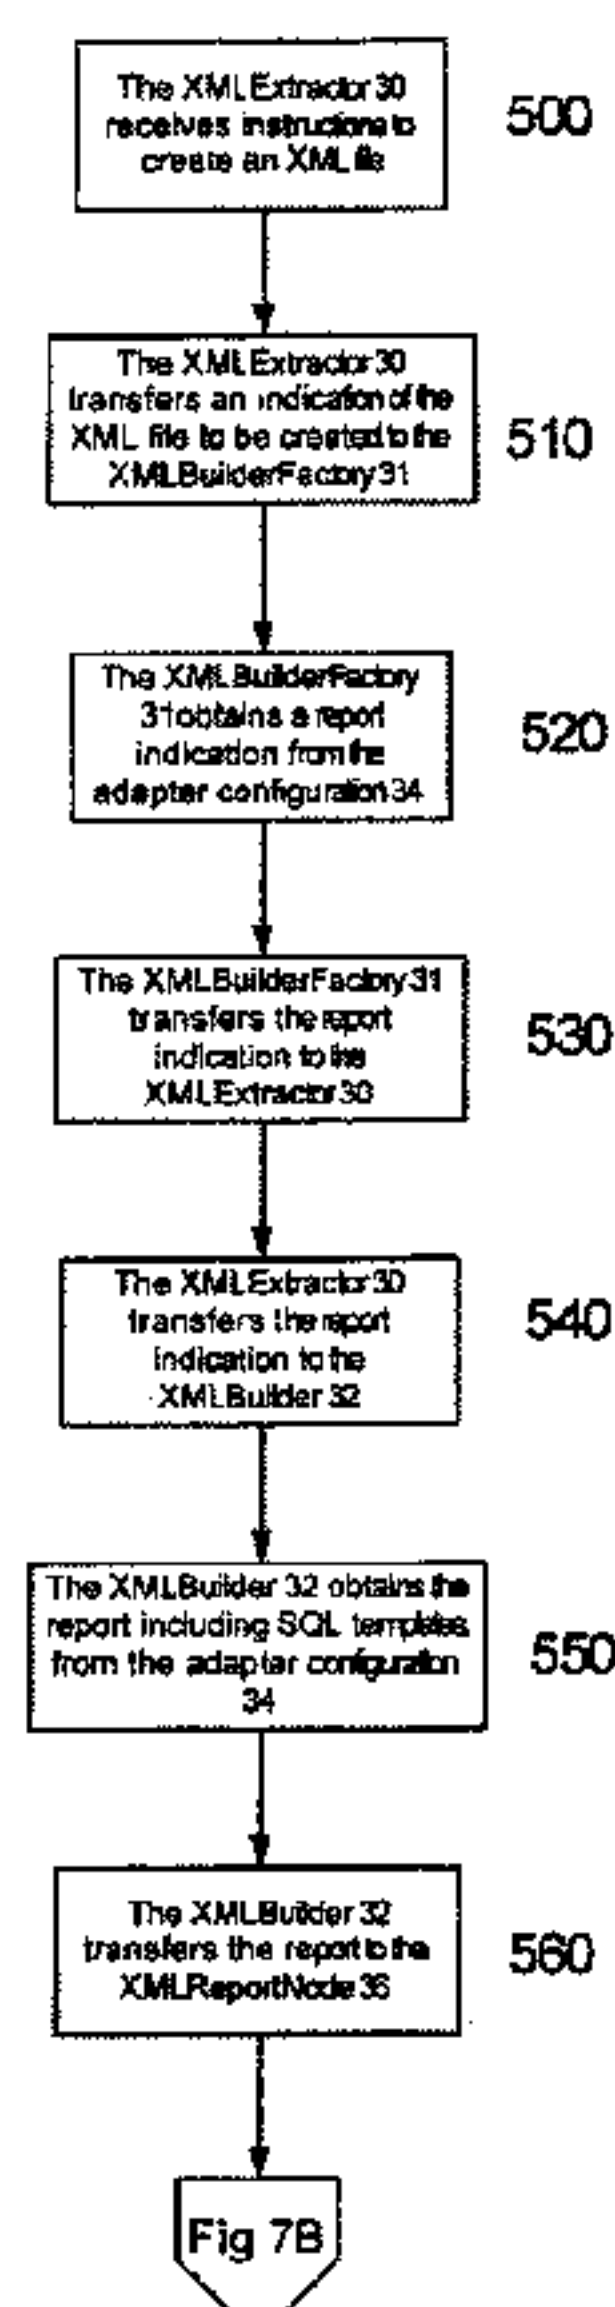 The XMLExtractor 30
receives instructions to
create an XML file
500
The XMLExtractor 30
transfers an indication of the
XML file to be created to the
XMLBuilderFactory 31
510
The XMLBuilderFactory
31 obtains a report
indication from the
adapter configuration 34
520
The XMLBuilderFactory 31
transfers the report
indication to the
XMLExtractor 30
530
The XMLExtractor 30
transfers the report
indication to the
XMLBuilder 32
540
The XMLBuilder 32 obtains the
report including SQL templates
from the adapter configuration
34
550
The XMLBuilder 32
transfers the report to the
XMLReportNode 36
560
Fig 7B